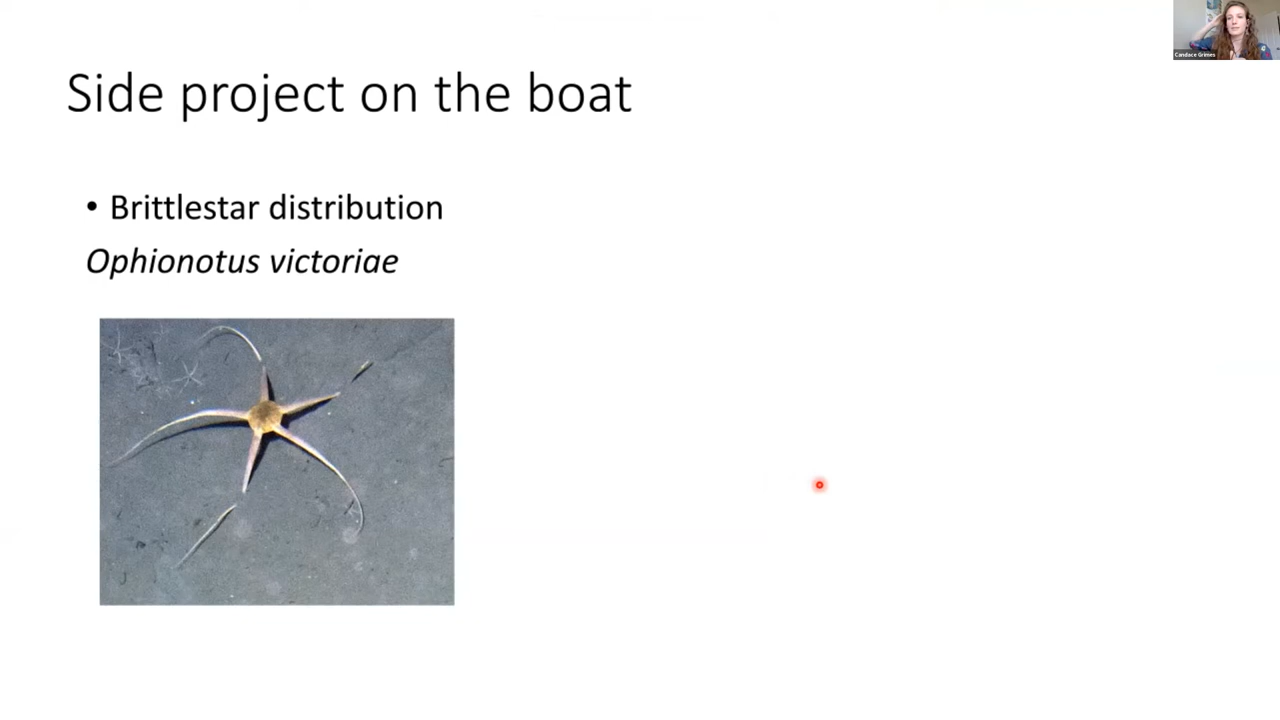 Candace Grimes
Side project on the boat
• Brittlestar distribution
Ophionotus victoriae